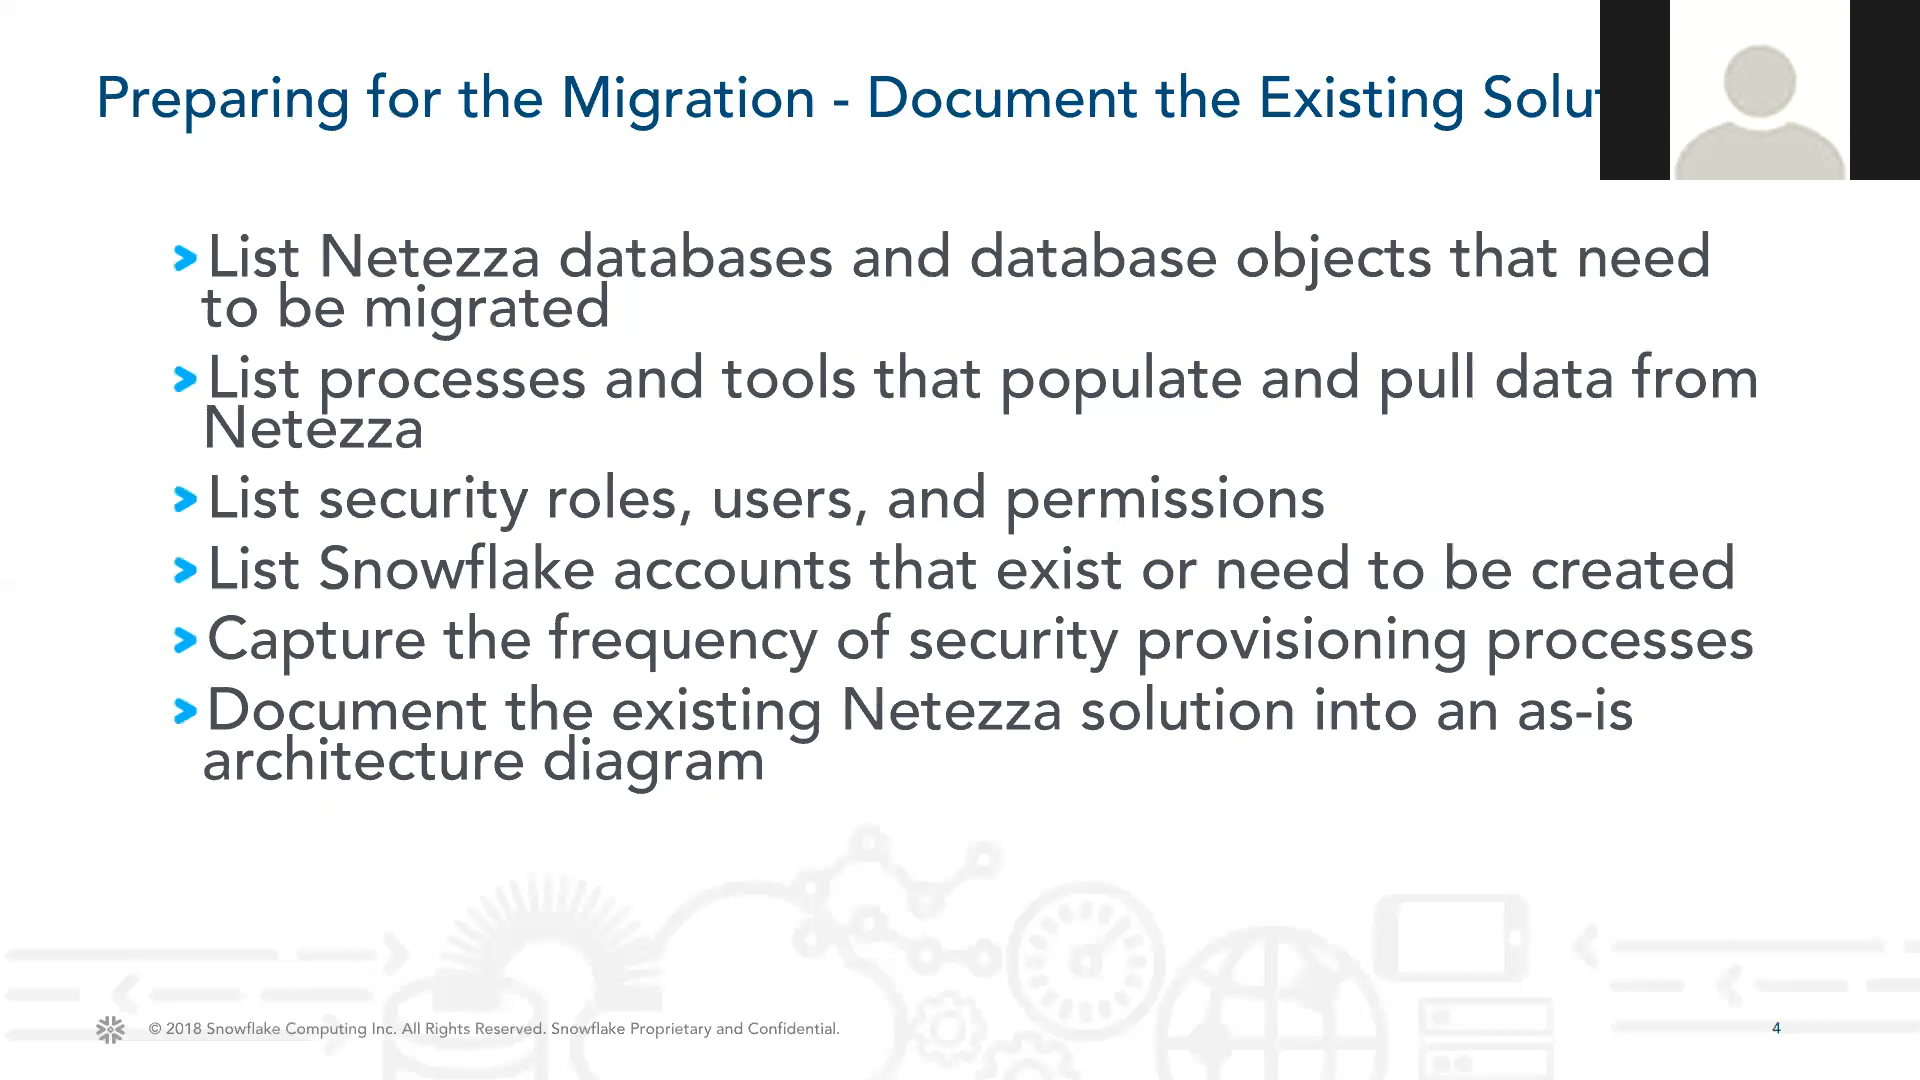 Preparing for the Migration - Document the Existing Solu
> List Netezza databases and database objects that need
to be migrated
> List processes and tools that populate and pull data from
Netezza
> List security roles, users, and permissions
> List Snowflake accounts that exist or need to be created
> Capture the frequency of security provisioning processes
> Document the existing Netezza solution into an as-is
architecture diagram
© 2018 Snowflake Computing Inc. All Rights Reserved. Snowflake Proprietary and Confidential.
4